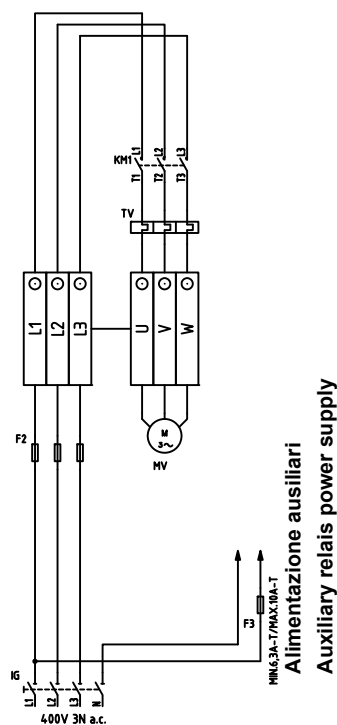 KM1
L1
L2
L3
T1
T2
T3
TV
L1
L2
L3
U
V
W
F2
M
3~
MV
F3
MIN.6,3A-T/MAX.10A-T
Alimentazione ausiliari
Auxiliary relais power supply
IG
L1
L2
L3
N
400V 3N a.c.